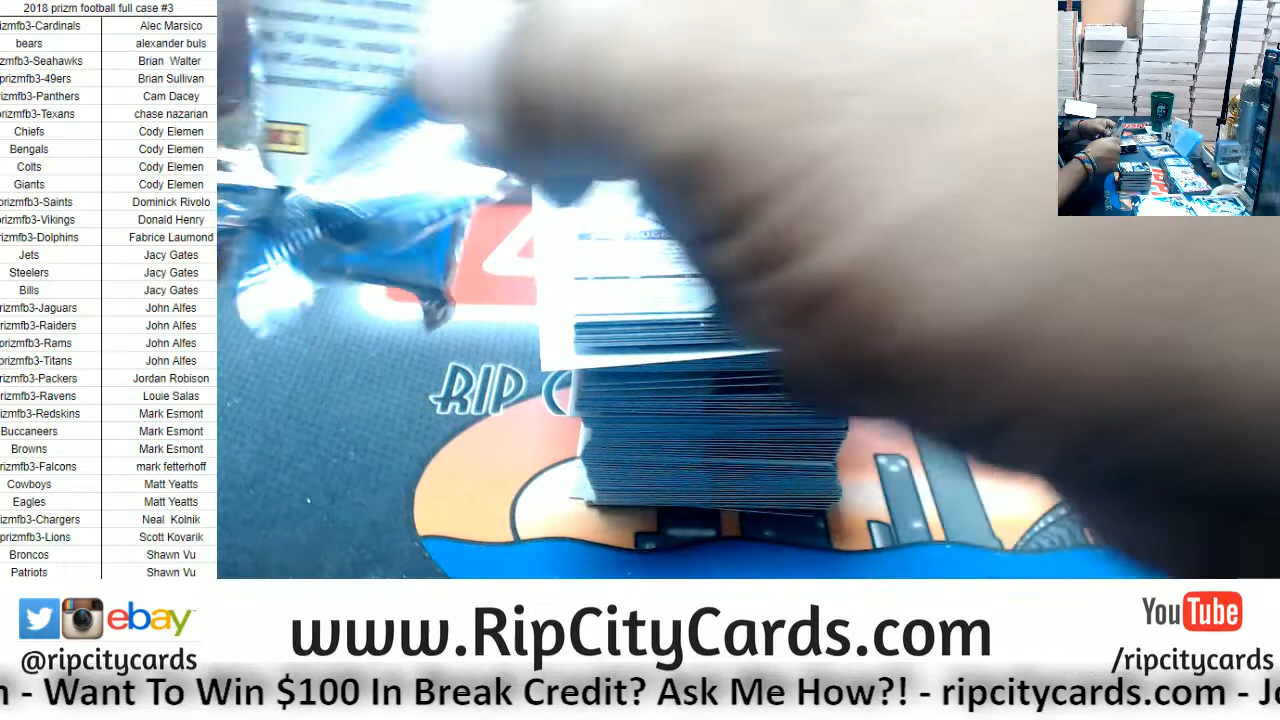 2018 prizm football full case #3
izmfb3-Cardinals Alec Marsico
bears alexander buls
izmfb3-Seahawks Brian Walter
prizmfb3-49ers Brian Sullivan
izmfb3-Panthers Cam Dacey
rizmfb3-Texans chase nazarian
Chiefs Cody Elemen
Bengals Cody Elemen
Colts Cody Elemen
Giants Cody Elemen
prizmfb3-Saints Dominick Rivolo
rizmfb3-Vikings Donald Henry
izmfb3-Dolphins Fabrice Laumond
Jets Jacy Gates
Steelers Jacy Gates
Bills Jacy Gates
rizmfb3-Jaguars John Alfes
rizmfb3-Raiders John Alfes
prizmfb3-Rams John Alfes
prizmfb3-Titans John Alfes
rizmfb3-Packers Jordan Robison
rizmfb3-Ravens Louie Salas
izmfb3-Redskins Mark Esmont
Buccaneers Mark Esmont
Browns Mark Esmont
rizmfb3-Falcons mark fetterhoff
Cowboys Matt Yeatts
Eagles Matt Yeatts
izmfb3-Chargers Neal Kolnik
prizmfb3-Lions Scott Kovarik
Broncos Shawn Vu
Patriots Shawn Vu
RIP C
ebay
@ripcitycards
www.RipCityCards.com
YouTube
/ripcitycards
n - Want To Win $100 In Break Credit? Ask Me How?! - ripcitycards.com - Jo